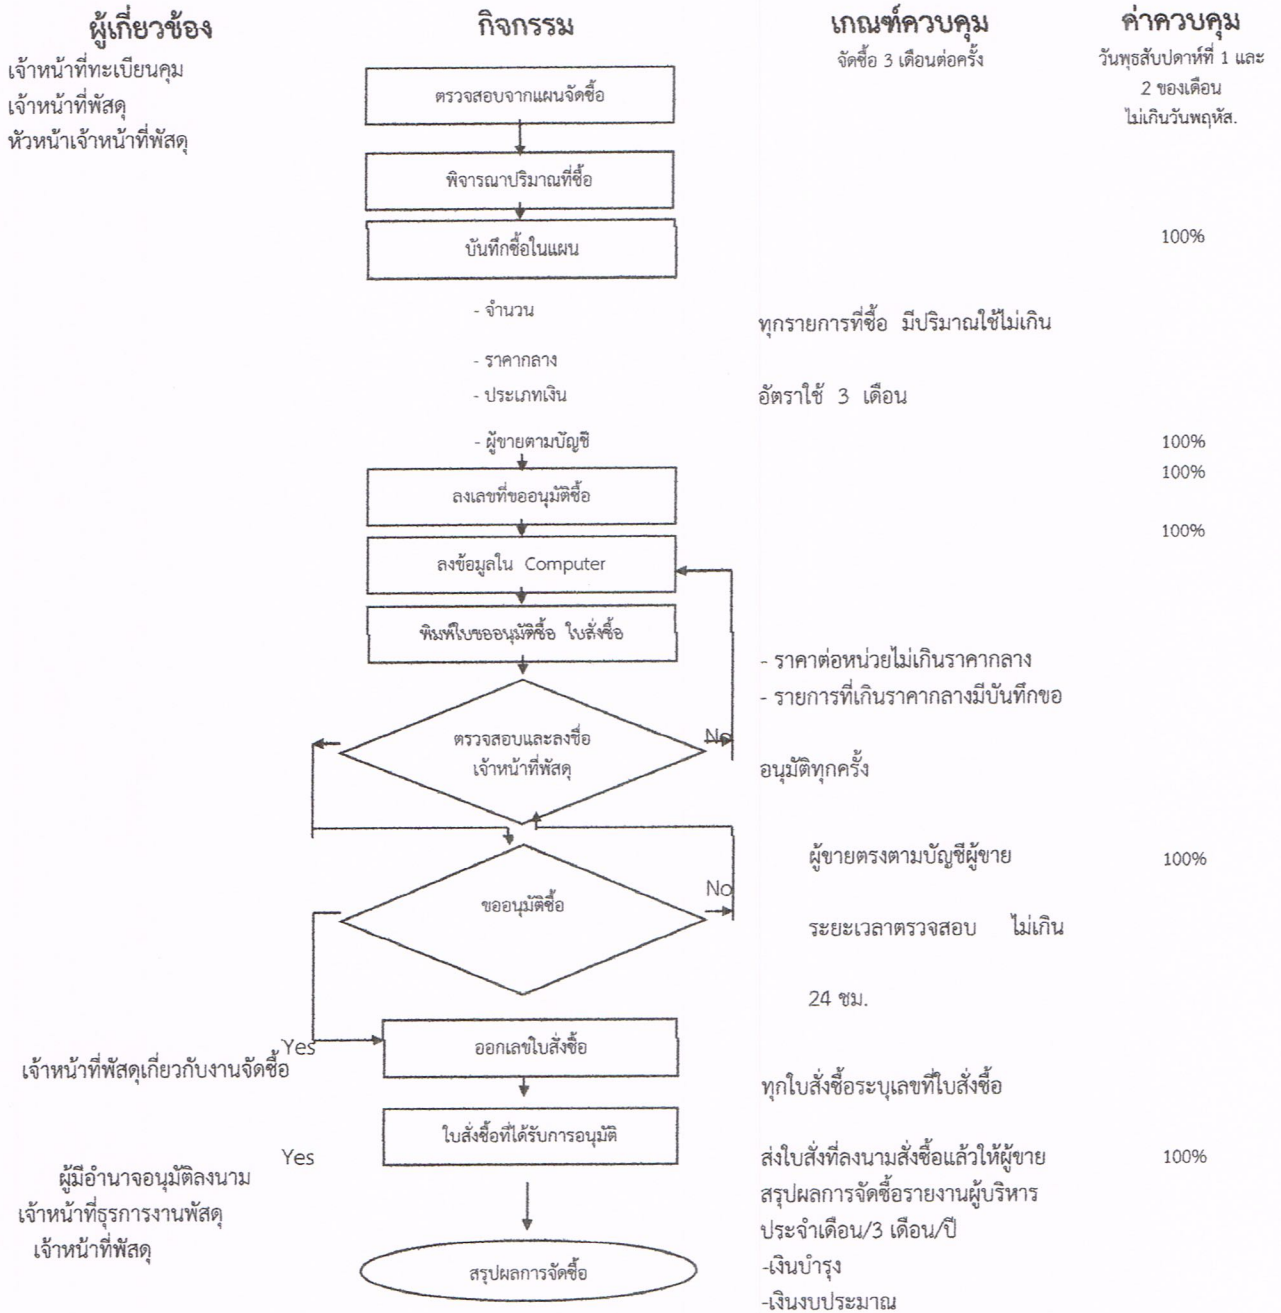 ผู้เกี่ยวข้อง กิจกรรม เกณฑ์ควบคุม ค่าควบคุม
เจ้าหน้าที่ทะเบียนคุม
เจ้าหน้าที่พัสดุ
หัวหน้าเจ้าหน้าที่พัสดุ
จัดซื้อ 3 เดือนต่อครั้ง
วันพุธสัปดาห์ที่ 1 และ
2 ของเดือน
ไม่เกินวันพฤหัส.
ตรวจสอบจากแผนจัดซื้อ
พิจารณาปริมาณที่ซื้อ
บันทึกซื้อในแผน
100%
- จำนวน
ทุกรายการที่ซื้อ มีปริมาณใช้ไม่เกิน
- ราคากลาง
- ประเภทเงิน
อัตราใช้ 3 เดือน
- ผู้ขายตามบัญชี
100%
100%
ลงเลขที่ขออนุมัติซื้อ
100%
ลงข้อมูลใน Computer
พิมพ์ใบขออนุมัติซื้อ ใบสั่งซื้อ
- ราคาต่อหน่วยไม่เกินราคากลาง
- รายการที่เกินราคากลางมีบันทึกขอ
ตรวจสอบและลงชื่อ
เจ้าหน้าที่พัสดุ
No
อนุมัติทุกครั้ง
ผู้ขายตรงตามบัญชีผู้ขาย
100%
ขออนุมัติซื้อ
No
ระยะเวลาตรวจสอบ ไม่เกิน
24 ชม.
Yes
ออกเลขใบสั่งซื้อ
เจ้าหน้าที่พัสดุเกี่ยวกับงานจัดซื้อ
ทุกใบสั่งซื้อระบุเลขที่ใบสั่งซื้อ
ใบสั่งซื้อที่ได้รับการอนุมัติ
Yes
ส่งใบสั่งที่ลงนามสั่งซื้อแล้วให้ผู้ขาย
100%
ผู้มีอำนาจอนุมัติลงนาม
สรุปผลการจัดซื้อรายงานผู้บริหาร
เจ้าหน้าที่ธุรการงานพัสดุ
ประจำเดือน/3 เดือน/ปี
เจ้าหน้าที่พัสดุ
สรุปผลการจัดซื้อ
-เงินบำรุง
-เงินงบประมาณ